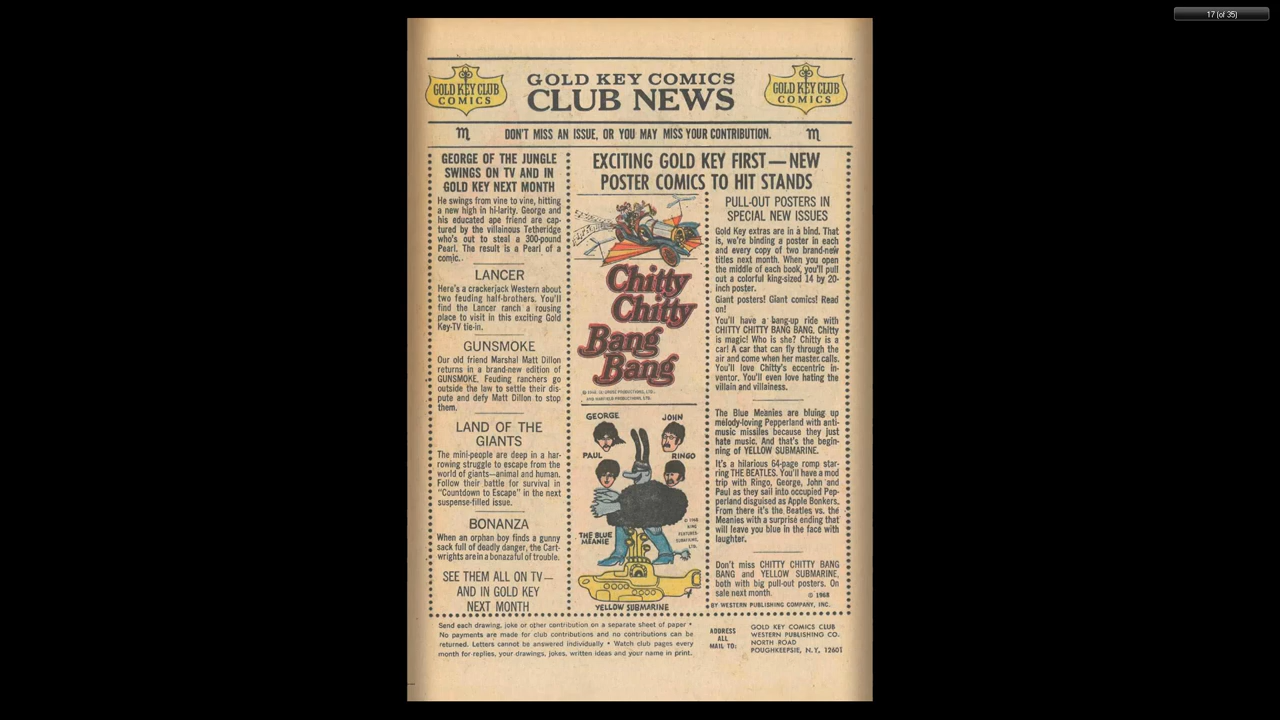 17 (of 35)
GOLD KEY CLUB
COMICS
GOLD KEY COMICS
CLUB NEWS
GOLD KEY CLUB
COMICS
DON'T MISS AN ISSUE, OR YOU MAY MISS YOUR CONTRIBUTION.
GEORGE OF THE JUNGLE
SWINGS ON TV AND IN
GOLD KEY NEXT MONTH
He swings from vine to vine, hitting
a new high in hi-larity. George and
his educated ape friend are cap-
tured by the villainous Tetheridge
who's out to steal a 300-pound
Pearl. The result is a Pearl of a
comic.
LANCER
Here's a crackerjack Western about
two feuding half-brothers. You'll
find the Lancer ranch a rousing
place to visit in this exciting Gold
Key-TV tie-in.
GUNSMOKE
Our old friend Marshal Matt Dillon
returns in a brand-new edition of
GUNSMOKE. Feuding ranchers go
outside the law to settle their dis-
pute and defy Matt Dillon to stop
them.
LAND OF THE
GIANTS
The mini-people are deep in a har-
rowing struggle to escape from the
world of giants—animal and human.
Follow their battle for survival in
"Countdown to Escape" in the next
suspense-filled issue.
BONANZA
When an orphan boy finds a gunny
sack full of deadly danger, the Cart-
wrights are in a bonazaful of trouble.
SEE THEM ALL ON TV—
AND IN GOLD KEY
NEXT MONTH
EXCITING GOLD KEY FIRST—NEW
POSTER COMICS TO HIT STANDS
Chitty
Chitty
Bang
Bang
GEORGE
JOHN
PAUL
RINGO
THE BLUE
MEANIE
© 1968
KING
FEATURES-
SUBAFILMS,
LTD.
YELLOW SUBMARINE
PULL-OUT POSTERS IN
SPECIAL NEW ISSUES
Gold Key extras are in a bind. That
is, we're binding a poster in each
and every copy of two brand-new
titles next month. When you open
the middle of each book, you'll pull
out a colorful king-sized 14 by 20-
inch poster.
Giant posters! Giant comics! Read
on!
You'll have a bang-up ride with
CHITTY CHITTY BANG BANG. Chitty
is magic! Who is she? Chitty is a
car! A car that can fly through the
air and come when her master calls.
You'll love Chitty's eccentric in-
ventor. You'll even love hating the
villain and villainess.
The Blue Meanies are bluing up
melody-loving Pepperland with anti-
music missiles because they just
hate music. And that's the begin-
ning of YELLOW SUBMARINE.
It's a hilarious 64-page romp star-
ring THE BEATLES. You'll have a mod
trip with Ringo, George, John and
Paul as they sail into occupied Pep-
perland disguised as Apple Bonkers.
From there it's the Beatles vs. the
Meanies with a surprise ending that
will leave you blue in the face with
laughter.
Don't miss CHITTY CHITTY BANG
BANG and YELLOW SUBMARINE,
both with big pull-out posters. On
sale next month.
© 1968
BY WESTERN PUBLISHING COMPANY, INC.
Send each drawing, joke or other contribution on a separate sheet of paper •
No payments are made for club contributions and no contributions can be
returned. Letters cannot be answered individually • Watch club pages every
month for replies, your drawings, jokes, written ideas and your name in print.
ADDRESS
ALL
MAIL TO:
GOLD KEY COMICS CLUB
WESTERN PUBLISHING CO.
NORTH ROAD
POUGHKEEPSIE, N.Y. 12601